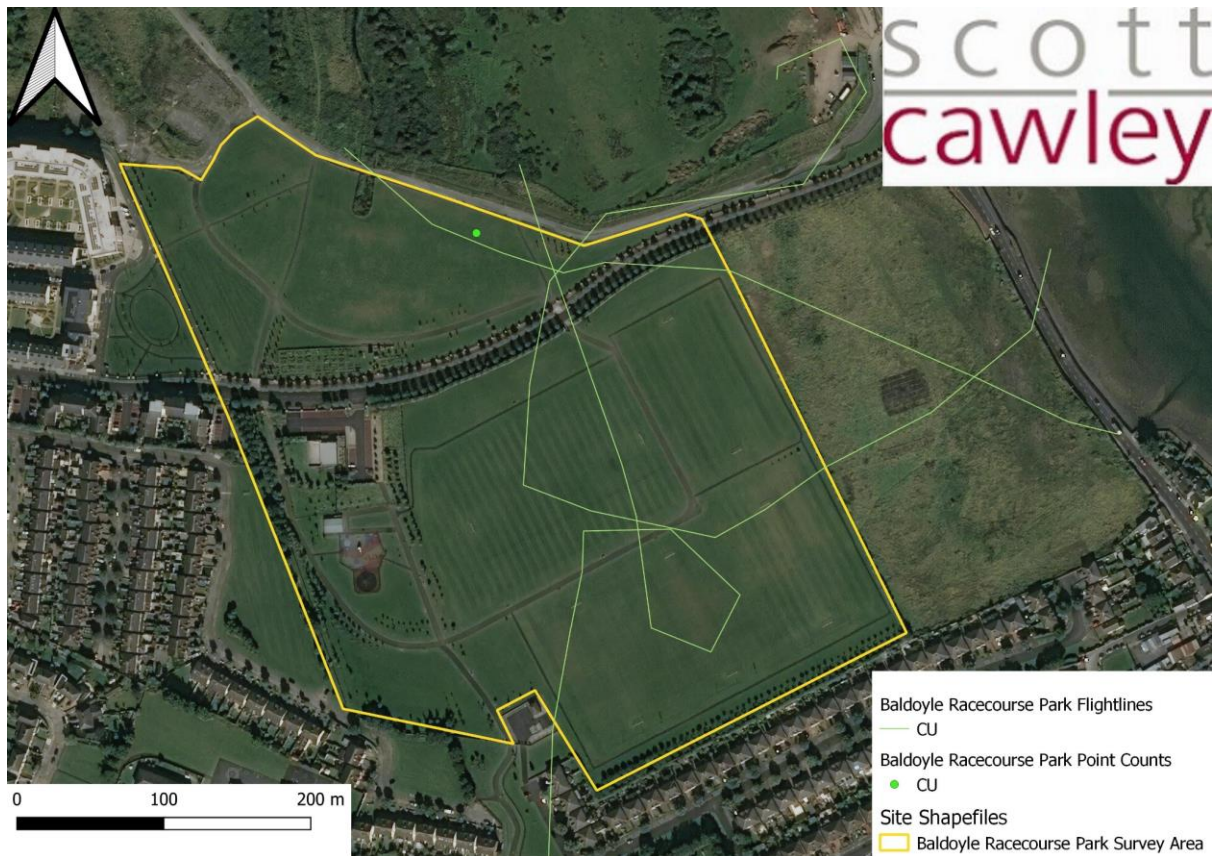 scott
cawley
Baldoyle Racecourse Park Flightlines
CU
Baldoyle Racecourse Park Point Counts
CU
Site Shapefiles
Baldoyle Racecourse Park Survey Area
0 100 200 m